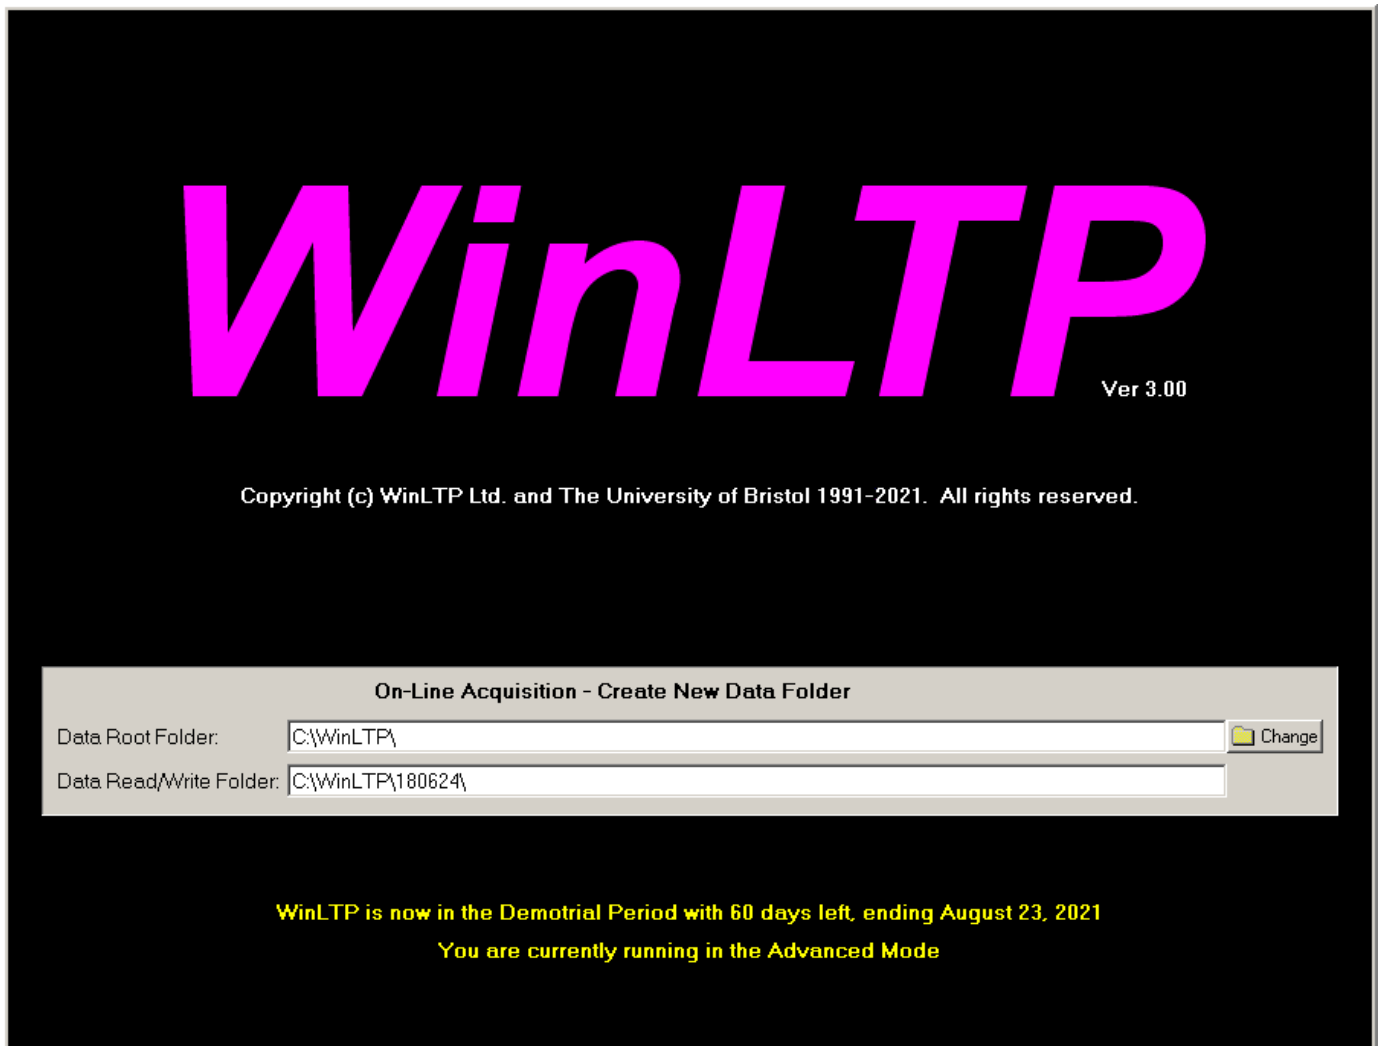 WinLTP
Ver 3.00
Copyright (c) WinLTP Ltd. and The University of Bristol 1991-2021.  All rights reserved.
On-Line Acquisition - Create New Data Folder
Data Root Folder: C:\WinLTP\ Change
Data Read/Write Folder: C:\WinLTP\180624\
WinLTP is now in the Demotrial Period with 60 days left, ending August 23, 2021
You are currently running in the Advanced Mode